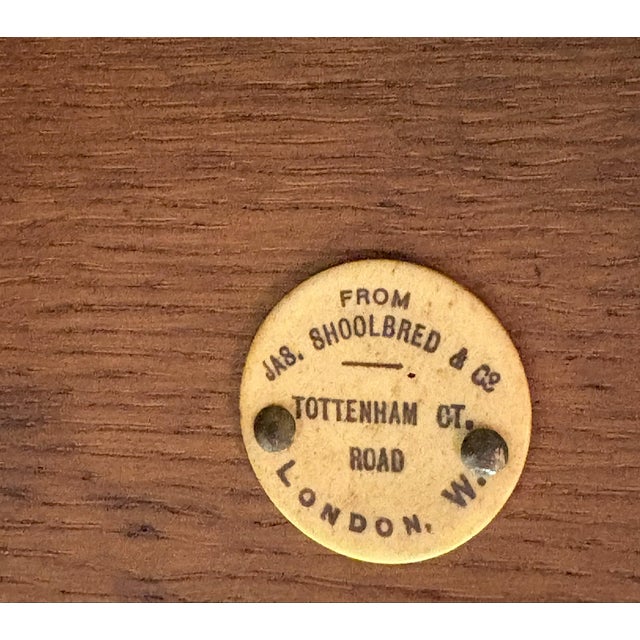 FROM
JAS. SHOOLBRED & Co
TOTTENHAM CT.
ROAD
LONDON, W.